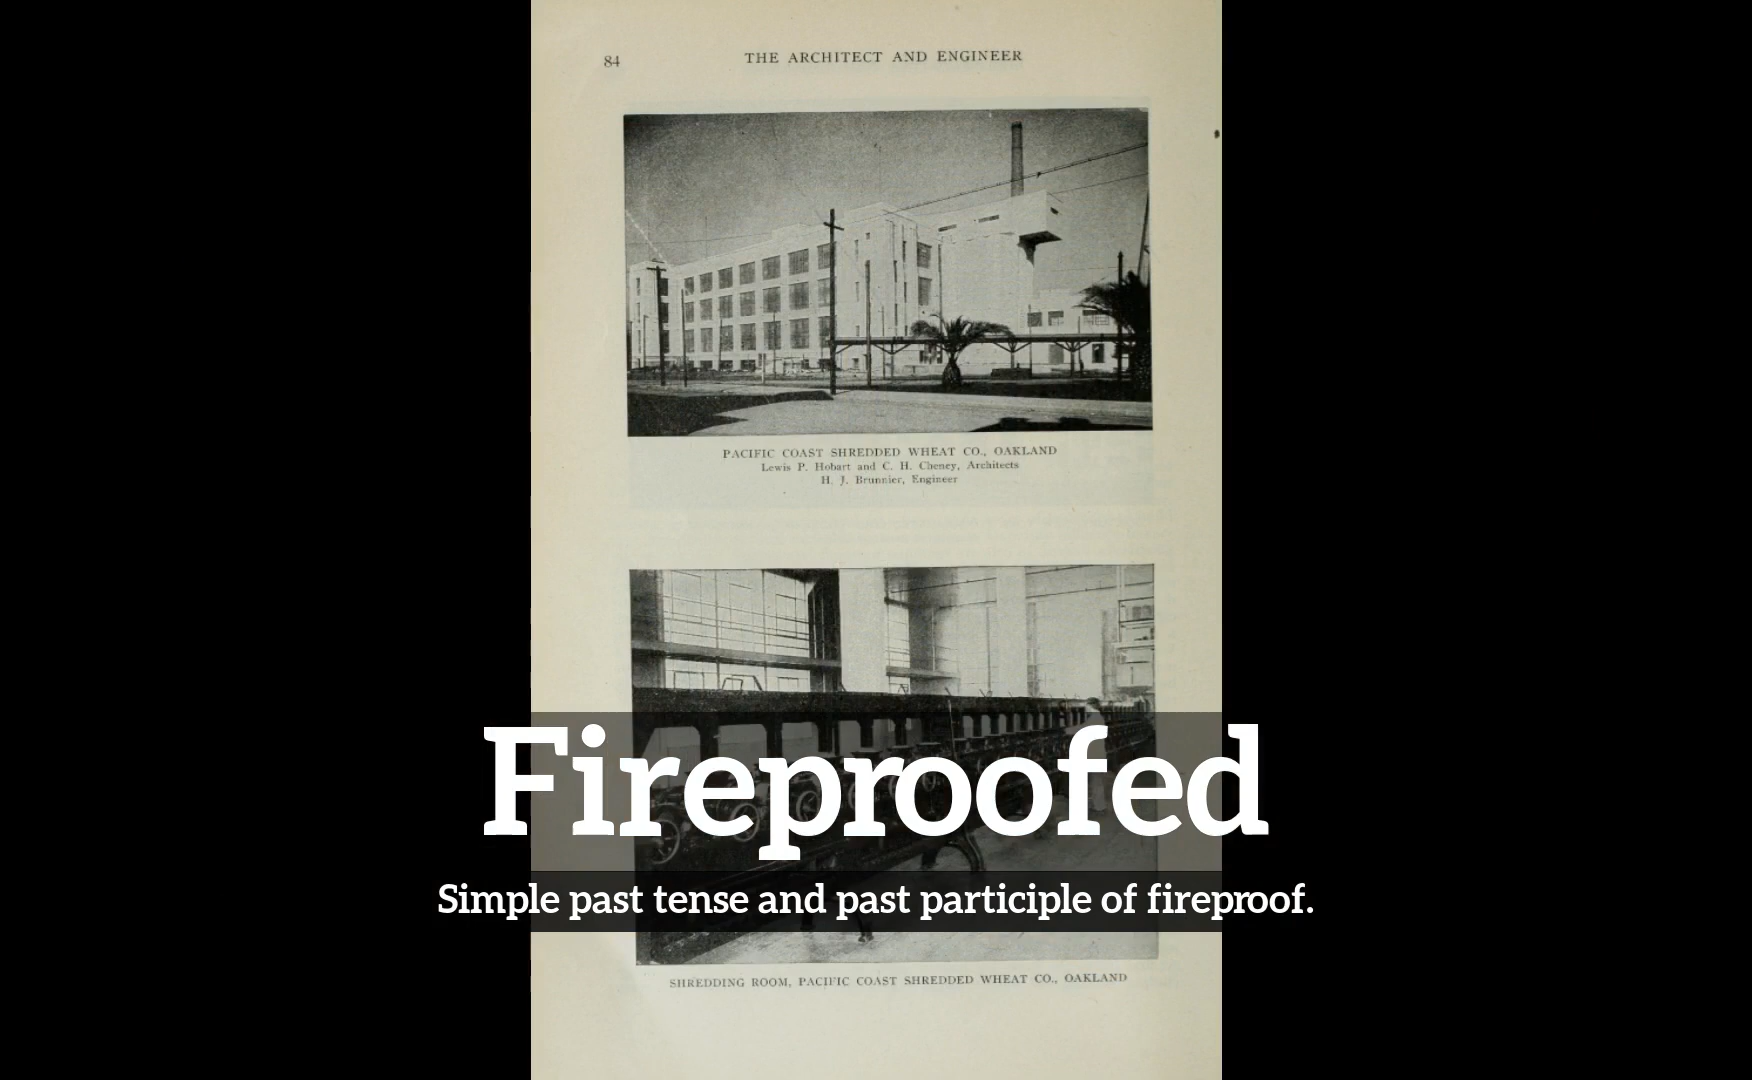 84
THE ARCHITECT AND ENGINEER
PACIFIC COAST SHREDDED WHEAT CO., OAKLAND
Lewis P. Hobart and C. H. Cheney, Architects
H. J. Brunnier, Engineer
Fireproofed
Simple past tense and past participle of fireproof.
SHREDDING ROOM, PACIFIC COAST SHREDDED WHEAT CO., OAKLAND